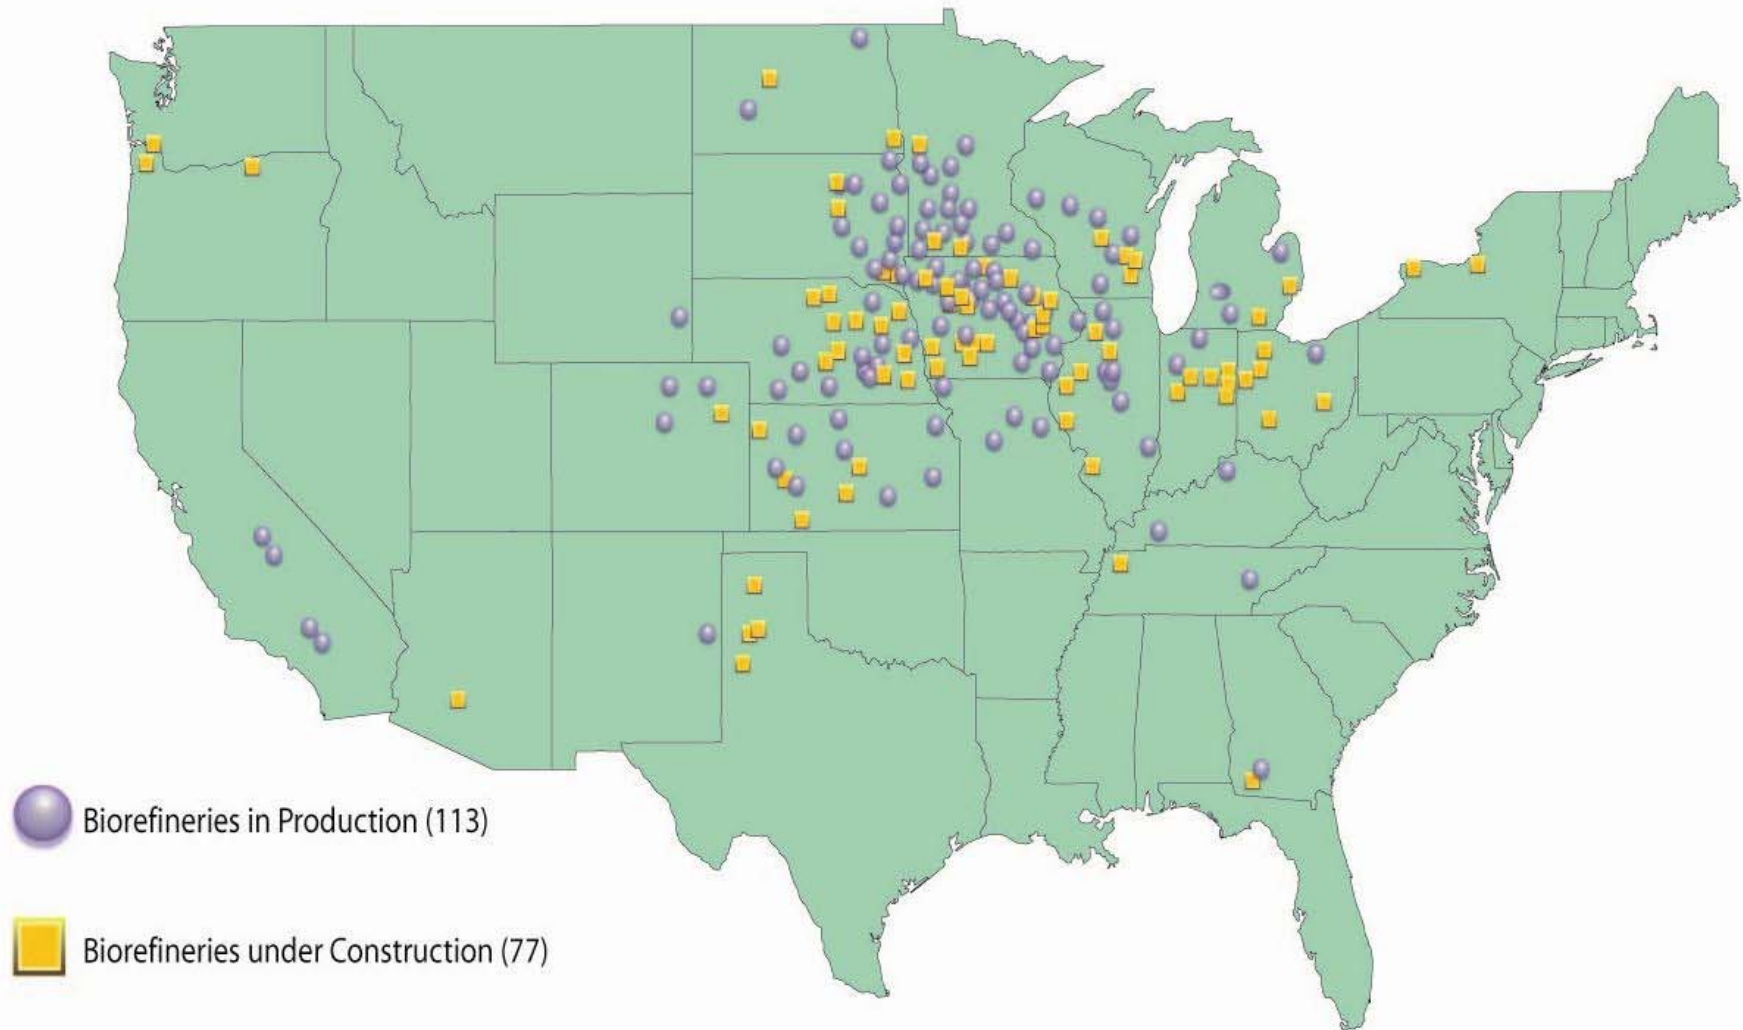 Biorefineries in Production (113)
Biorefineries under Construction (77)